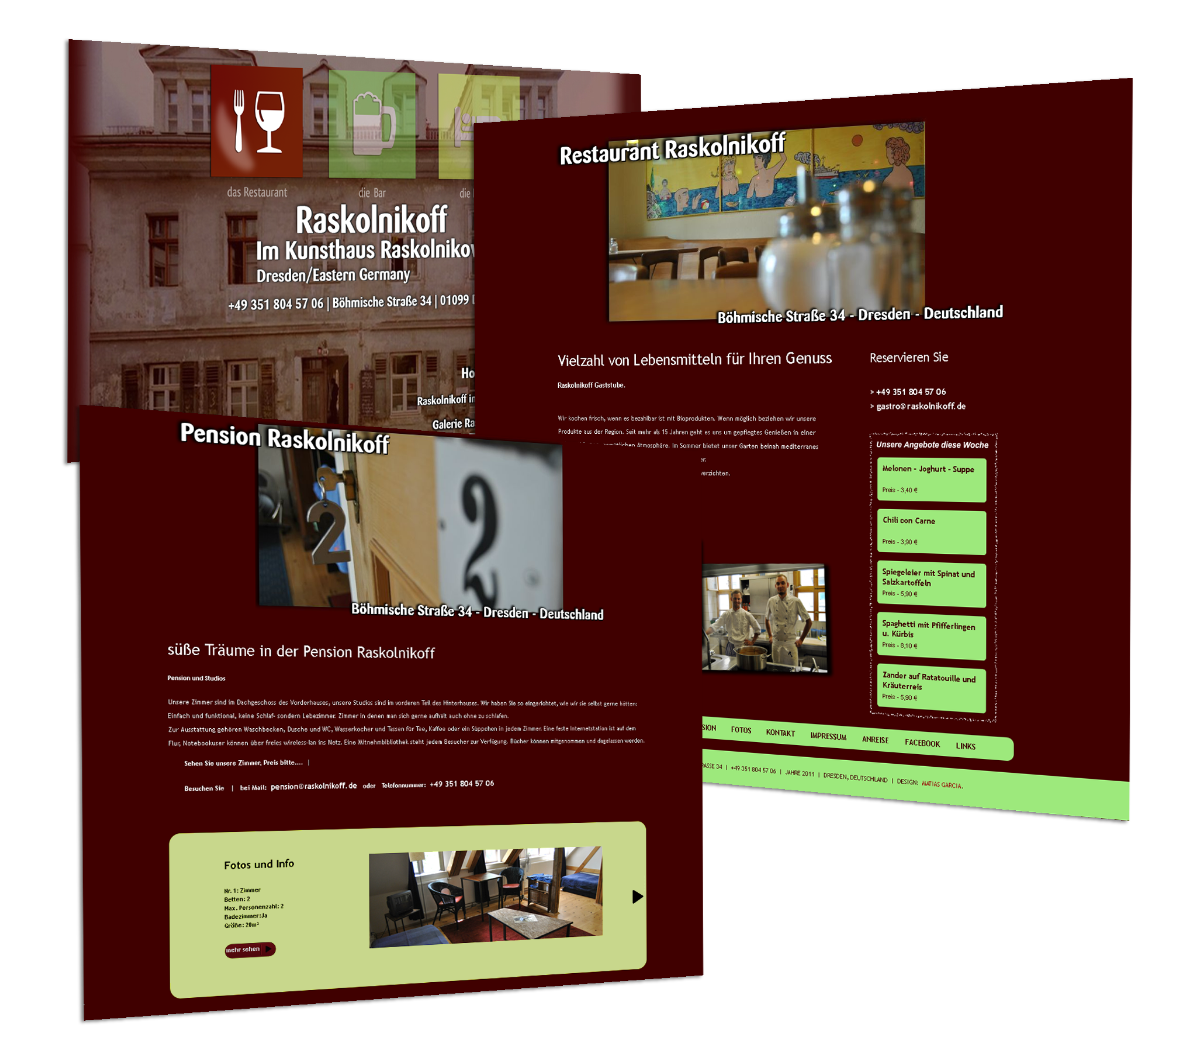 das Restaurant
die Bar
die
Raskolnikoff
Im Kunsthaus Raskolnikov
Dresden/Eastern Germany
+49 351 804 57 06 | Böhmische Straße 34 | 01099
Raskolnikoff
Galerie
Restaurant Raskolnikoff
Böhmische Straße 34 - Dresden - Deutschland
Vielzahl von Lebensmitteln für Ihren Genuss
Raskolnikoff Gaststube.
Wir kochen frisch, wenn es bezahlbar ist mit Bioprodukten. Wenn möglich beziehen wir unsere
Produkte aus der Region. Seit mehr als 15 Jahren geht es uns um gepflegtes Genießen in einer
Atmosphäre. Im Sommer bietet unser Garten beinah mediterranes
verzichten.
Reservieren Sie
» +49 351 804 57 06
» gastro@raskolnikoff.de
Unsere Angebote diese Woche
Melonen - Joghurt - Suppe
Preis - 3,40 €
Chili con Carne
Preis - 3,90 €
Spiegeleier mit Spinat und
Salzkartoffeln
Preis - 5,90 €
Spaghetti mit Pfifferlingen
u. Kürbis
Preis - 8,10 €
Zander auf Ratatouille und
Kräuterreis
Preis - 5,90 €
SION FOTOS KONTAKT IMPRESSUM ANREISE FACEBOOK LINKS
34 | +49 351 804 57 06 | JAHRE 2011 | DRESDEN, DEUTSCHLAND | DESIGN: MATIAS GARCIA.
Pension Raskolnikoff
2
2
Böhmische Straße 34 - Dresden - Deutschland
süße Träume in der Pension Raskolnikoff
Pension und Studios
Unsere Zimmer sind im Dachgeschoss des Vorderhauses, unsere Studios sind im vorderen Teil des Hinterhauses. Wir haben Sie so eingerichtet, wie wir sie selbst gerne hätten:
Einfach und funktional, keine Schlaf- sondern Lebezimmer. Zimmer in denen man sich gerne aufhält auch ohne zu schlafen.
Zur Ausstattung gehören Waschbecken, Dusche und WC, Wasserkocher und Tassen für Tee, Kaffee oder ein Süppchen in jedem Zimmer. Eine feste Internetstation ist auf dem
Flur, Notebookuser können über freies wireless-lan ins Netz. Eine Mitnehmbibliothek steht jedem Besucher zur Verfügung. Bücher können mitgenommen und dagelassen werden.
Sehen Sie unsere Zimmer, Preis bitte.... |
Besuchen Sie | bei Mail: pension@raskolnikoff.de oder Telefonnummer: +49 351 804 57 06
Fotos und Info
Nr. 1: Zimmer
Betten: 2
Max. Personenzahl: 2
Badezimmer: Ja
Größe: 20m²
mehr sehen